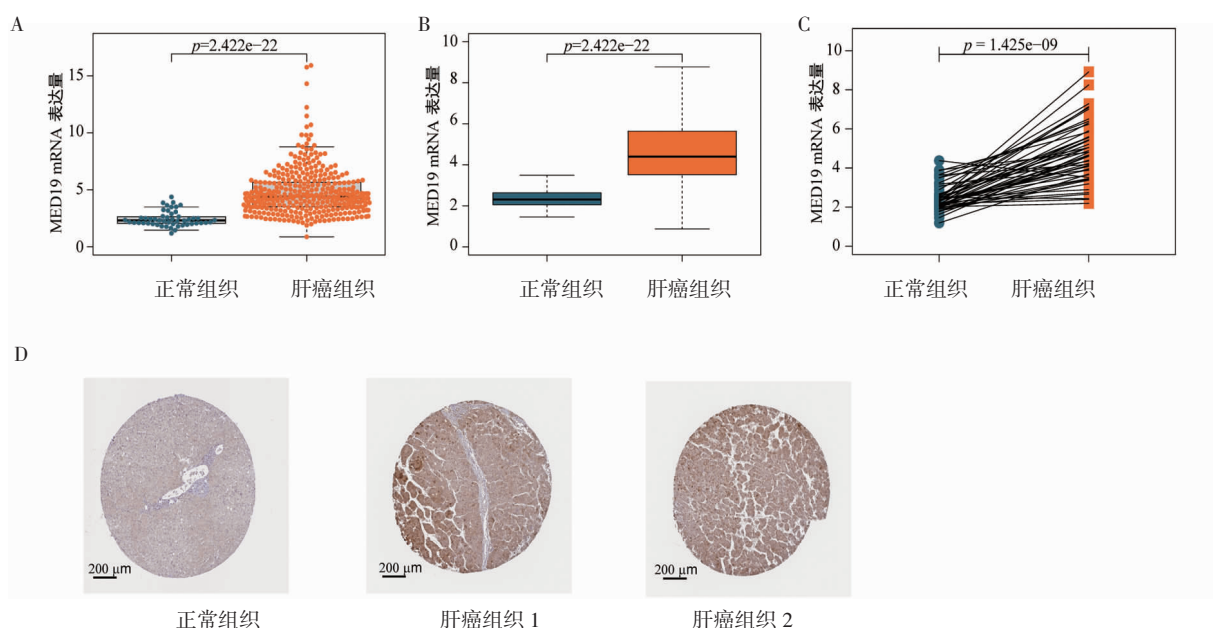 A
p=2.422e−22
MED19 mRNA 表达量
15
10
5
0
正常组织
肝癌组织
B
p=2.422e−22
MED19 mRNA 表达量
10
8
6
4
2
0
正常组织
肝癌组织
C
p = 1.425e−09
MED19 mRNA 表达量
10
8
6
4
2
0
正常组织
肝癌组织
D
200 μm
正常组织
200 μm
肝癌组织 1
200 μm
肝癌组织 2